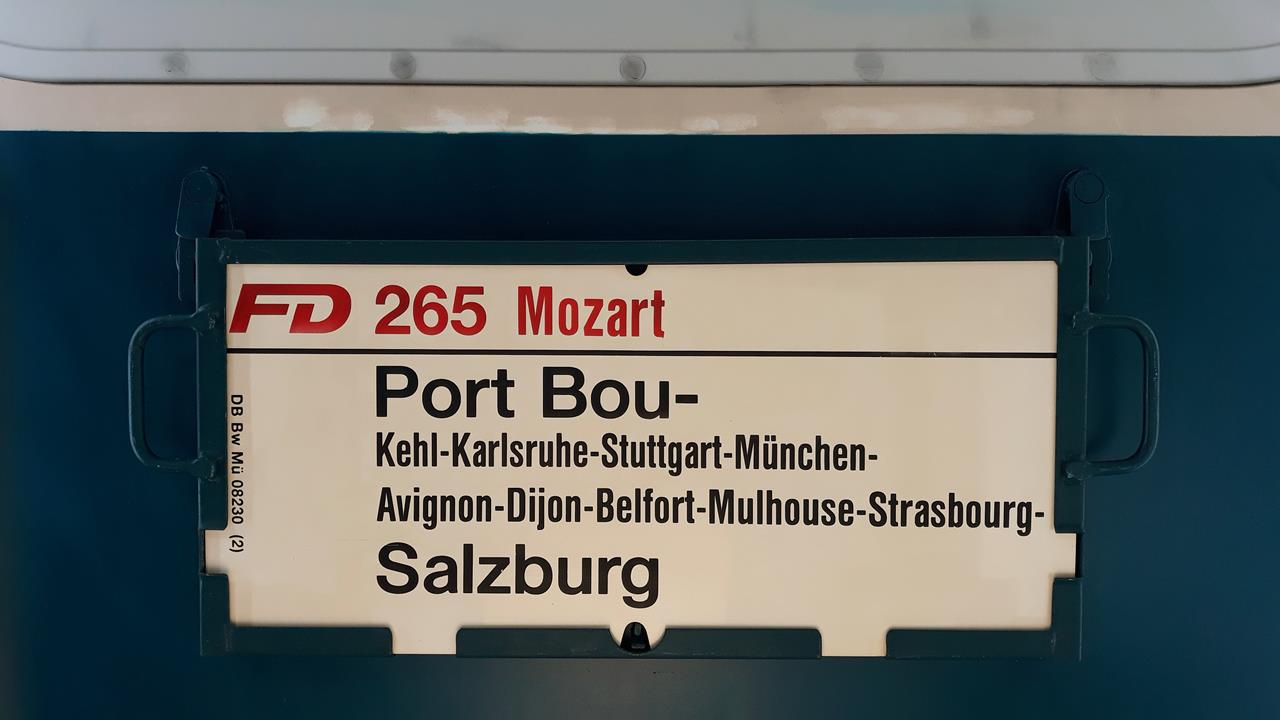 FD 265 Mozart
Port Bou-
Kehl-Karlsruhe-Stuttgart-München-
Avignon-Dijon-Belfort-Mulhouse-Strasbourg-
Salzburg
DB Bw Mü 08230 (2)